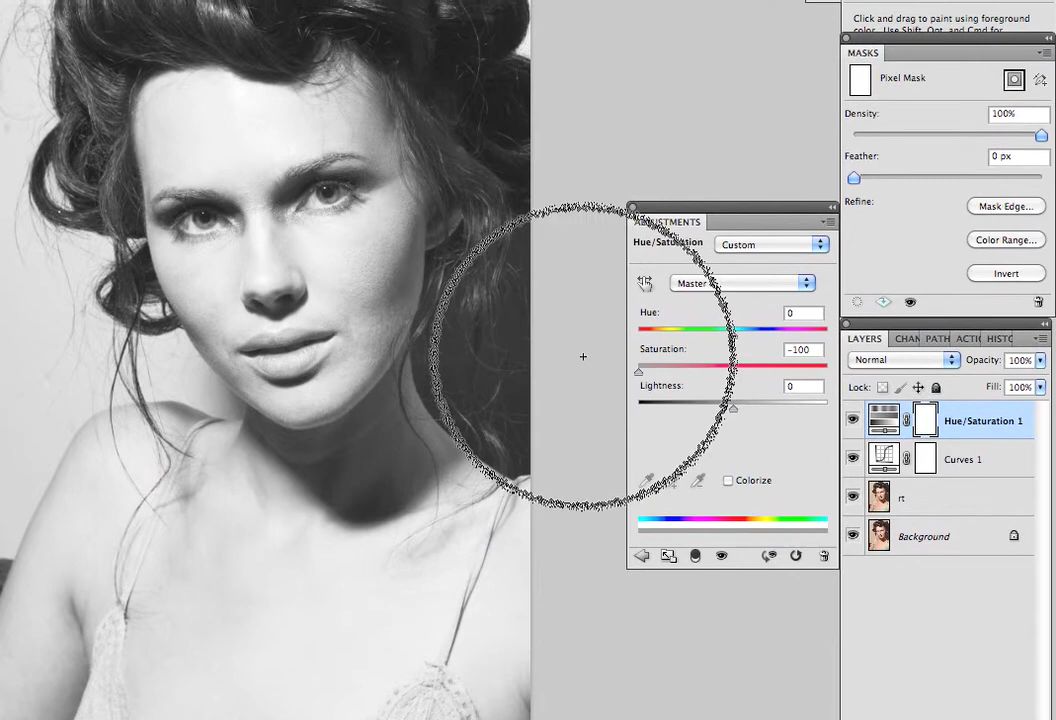 Click and drag to paint using foreground
color. Use Shift, Opt, and Cmd for
MASKS
Pixel Mask
Density:
100%
Feather:
0 px
Refine:
Mask Edge...
Color Range...
Invert
ADJUSTMENTS
Hue/Saturation
Custom
Master
Hue:
0
Saturation:
-100
Lightness:
0
Colorize
LAYERS CHAN PATH ACTIC HISTC
Normal
Opacity: 100%
Lock:
Fill: 100%
Hue/Saturation 1
Curves 1
rt
Background